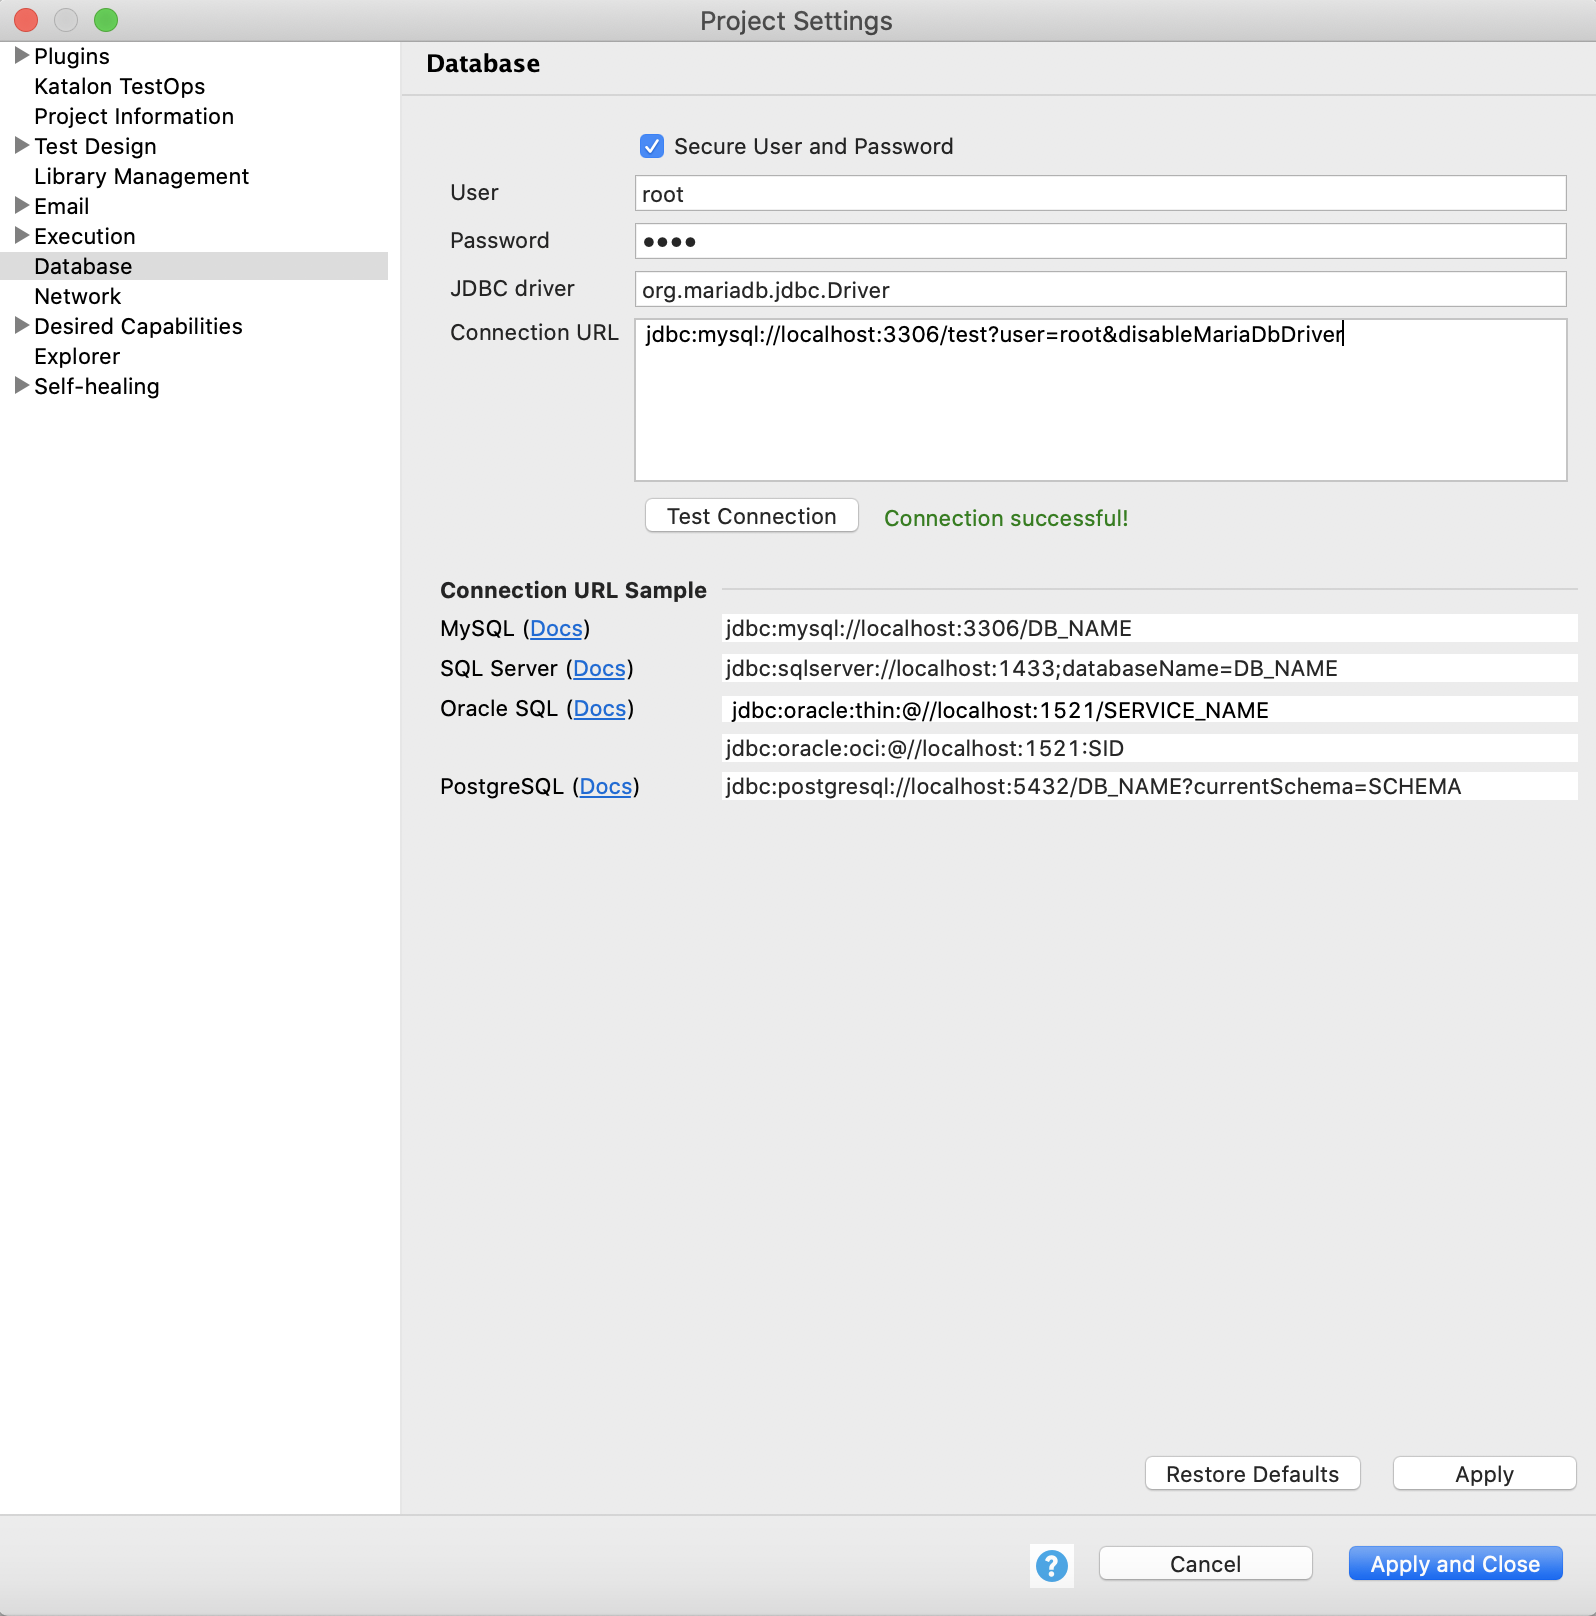 Project Settings
Plugins
Katalon TestOps
Project Information
Test Design
Library Management
Email
Execution
Database
Network
Desired Capabilities
Explorer
Self-healing
Database
Secure User and Password
User
root
Password
••••
JDBC driver
org.mariadb.jdbc.Driver
Connection URL
jdbc:mysql://localhost:3306/test?user=root&disableMariaDbDriver
Test Connection
Connection successful!
Connection URL Sample
MySQL (Docs)
jdbc:mysql://localhost:3306/DB_NAME
SQL Server (Docs)
jdbc:sqlserver://localhost:1433;databaseName=DB_NAME
Oracle SQL (Docs)
jdbc:oracle:thin:@//localhost:1521/SERVICE_NAME
jdbc:oracle:oci:@//localhost:1521:SID
PostgreSQL (Docs)
jdbc:postgresql://localhost:5432/DB_NAME?currentSchema=SCHEMA
Restore Defaults
Apply
?
Cancel
Apply and Close